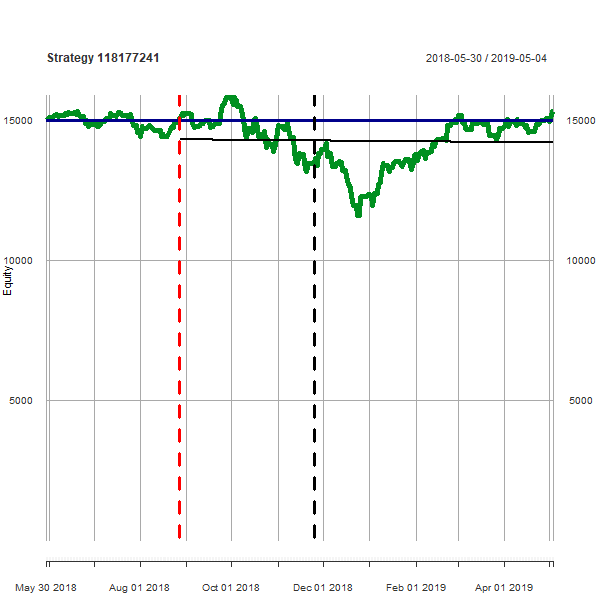 Strategy 118177241
2018-05-30 / 2019-05-04
15000
15000
10000
10000
Equity
5000
5000
May 30 2018
Aug 01 2018
Oct 01 2018
Dec 01 2018
Feb 01 2019
Apr 01 2019